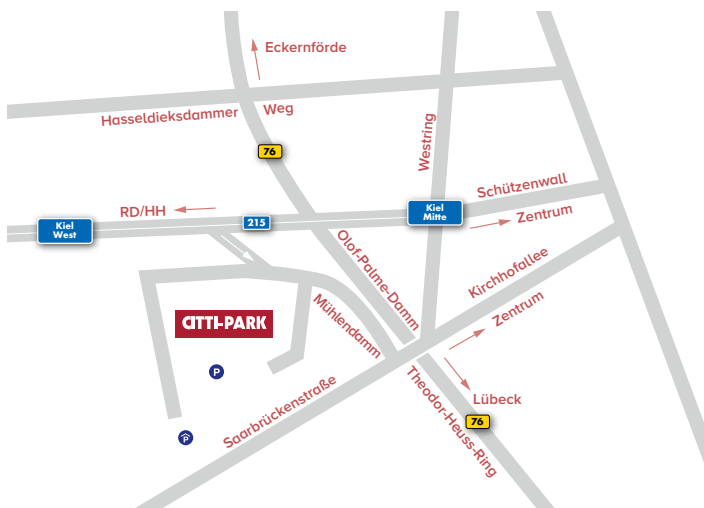 Eckernförde
Hasseldieksdammer Weg
76
Westring
Schützenwall
RD/HH
Kiel
West
215
Kiel
Mitte
Zentrum
Olof-Palme-Damm
Kirchhofallee
Zentrum
Mühlendamm
CITTI-PARK
P
P
Saarbrückenstraße
Theodor-Heuss-Ring
Lübeck
76